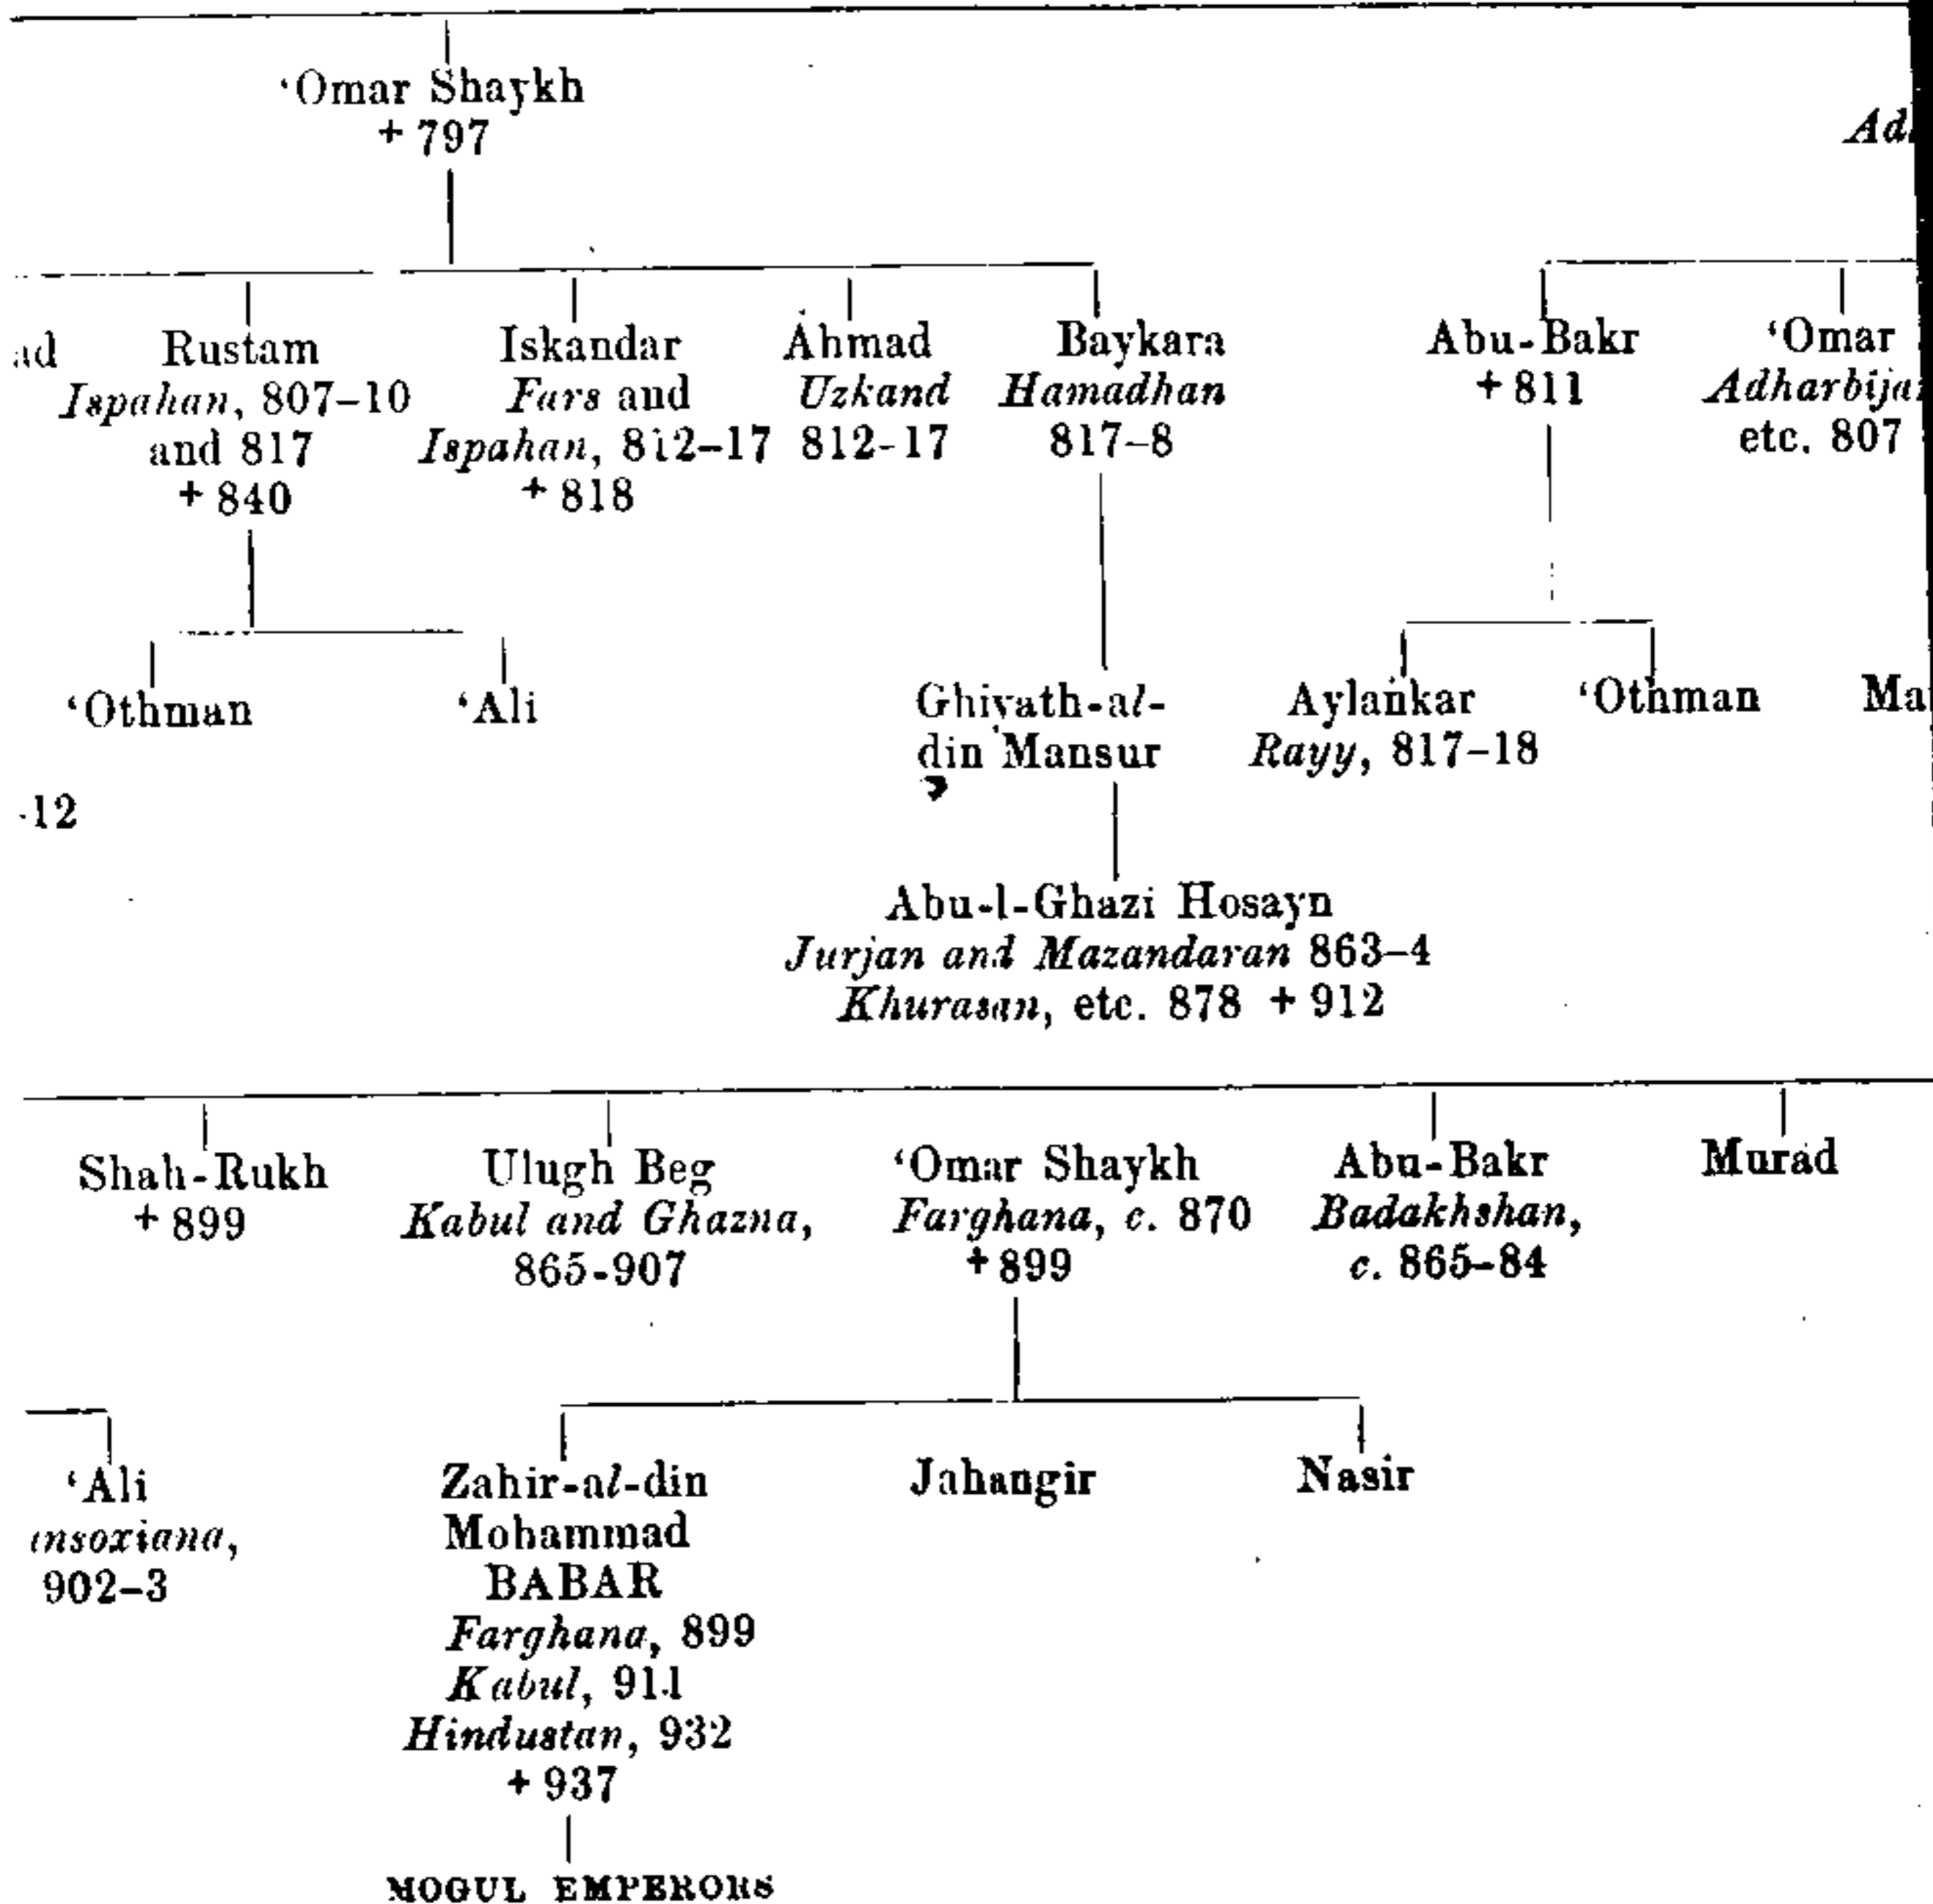 ‘Omar Shaykh
+ 797
Rustam
Ispahan, 807–10
and 817
+ 840
Iskandar
Fars and
Ispahan, 812–17
+ 818
Ahmad
Uzkand
812–17
Baykara
Hamadhan
817–8
Abu-Bakr
+ 811
‘Omar
etc. 807
‘Othman
‘Ali
Ghiyath-al-
din Mansur
Aylankar
Rayy, 817–18
‘Othman
-12
Abu-l-Ghazi Hosayn
Jurjan and Mazandaran 863–4
Khurasan, etc. 878 + 912
Shah-Rukh
+ 899
Ulugh Beg
Kabul and Ghazna,
865-907
‘Omar Shaykh
Farghana, c. 870
+ 899
Abu-Bakr
Badakhshan,
c. 865–84
Murad
‘Ali
902–3
Zahir-al-din
Mohammad
BABAR
Farghana, 899
Kabul, 911
Hindustan, 932
+ 937
Jahangir
Nasir
MOGUL EMPERORS